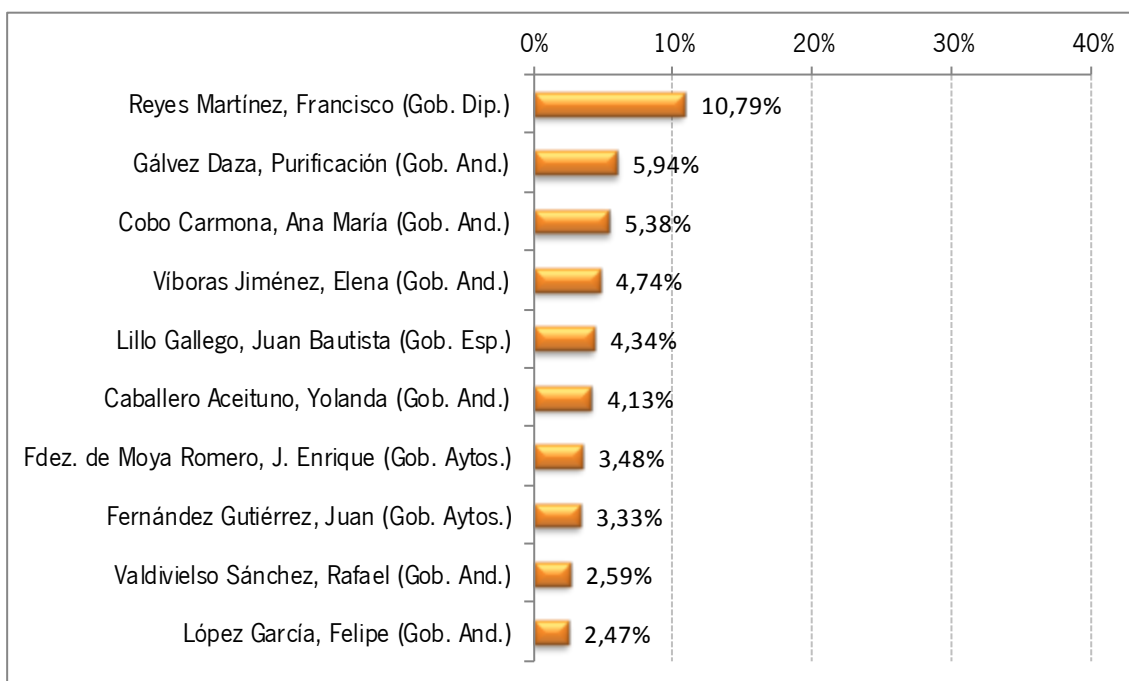 0% 10% 20% 30% 40%
Reyes Martínez, Francisco (Gob. Dip.) 10,79%
Gálvez Daza, Purificación (Gob. And.) 5,94%
Cobo Carmona, Ana María (Gob. And.) 5,38%
Víboras Jiménez, Elena (Gob. And.) 4,74%
Lillo Gallego, Juan Bautista (Gob. Esp.) 4,34%
Caballero Aceituno, Yolanda (Gob. And.) 4,13%
Fdez. de Moya Romero, J. Enrique (Gob. Aytos.) 3,48%
Fernández Gutiérrez, Juan (Gob. Aytos.) 3,33%
Valdivielso Sánchez, Rafael (Gob. And.) 2,59%
López García, Felipe (Gob. And.) 2,47%